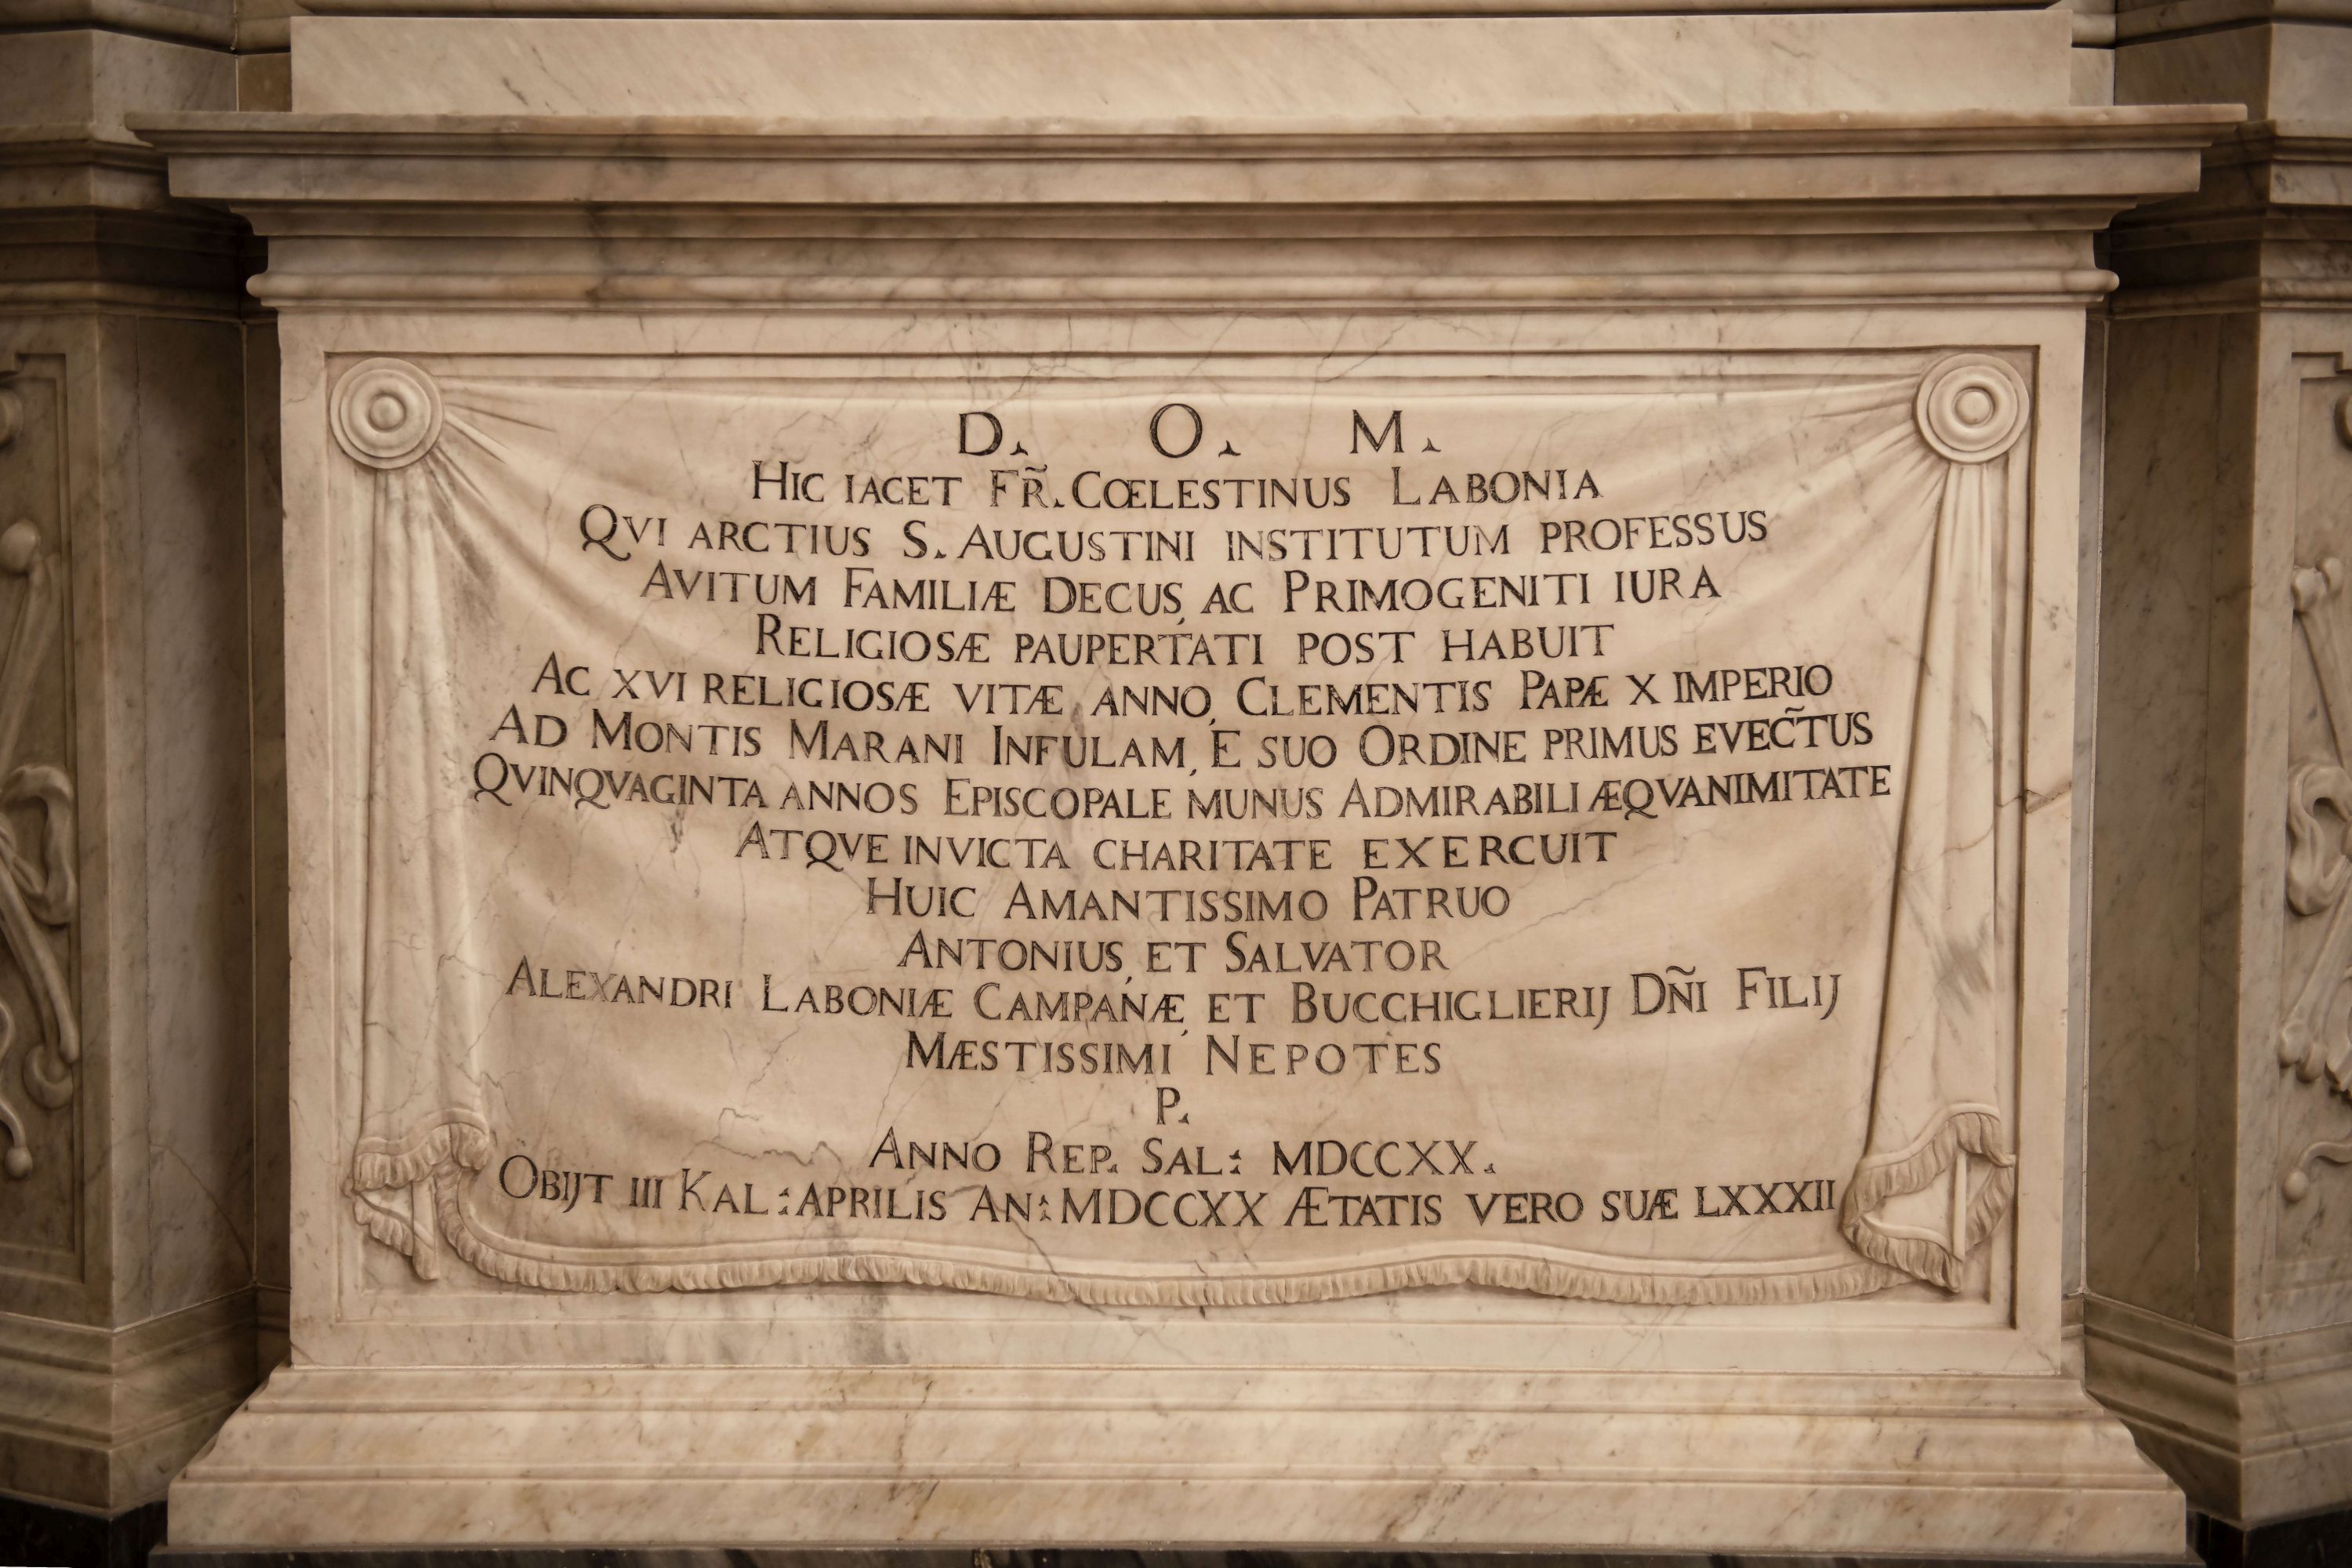 D. O. M.
HIC IACET FR̃. CŒLESTINUS LABONIA
QVI ARCTIUS S. AUGUSTINI INSTITUTUM PROFESSUS
AVITUM FAMILIÆ DECUS, AC PRIMOGENITI IURA
RELIGIOSÆ PAUPERTATI POST HABUIT
AC XVI RELIGIOSÆ VITÆ ANNO, CLEMENTIS PAPÆ X IMPERIO
AD MONTIS MARANI INFULAM, E SUO ORDINE PRIMUS EVEC̃TUS
QVINQVAGINTA ANNOS EPISCOPALE MUNUS ADMIRABILI ÆQVANIMITATE
ATQVE INVICTA CHARITATE EXERCUIT
HUIC AMANTISSIMO PATRUO
ANTONIUS, ET SALVATOR
ALEXANDRI LABONIÆ CAMPANÆ, ET BUCCHIGLIERIJ DÑI FILIJ
MÆSTISSIMI NEPOTES
P.
ANNO REP. SAL: MDCCXX.
OBIJT III KAL: APRILIS AN: MDCCXX ÆTATIS VERO SUÆ LXXXII